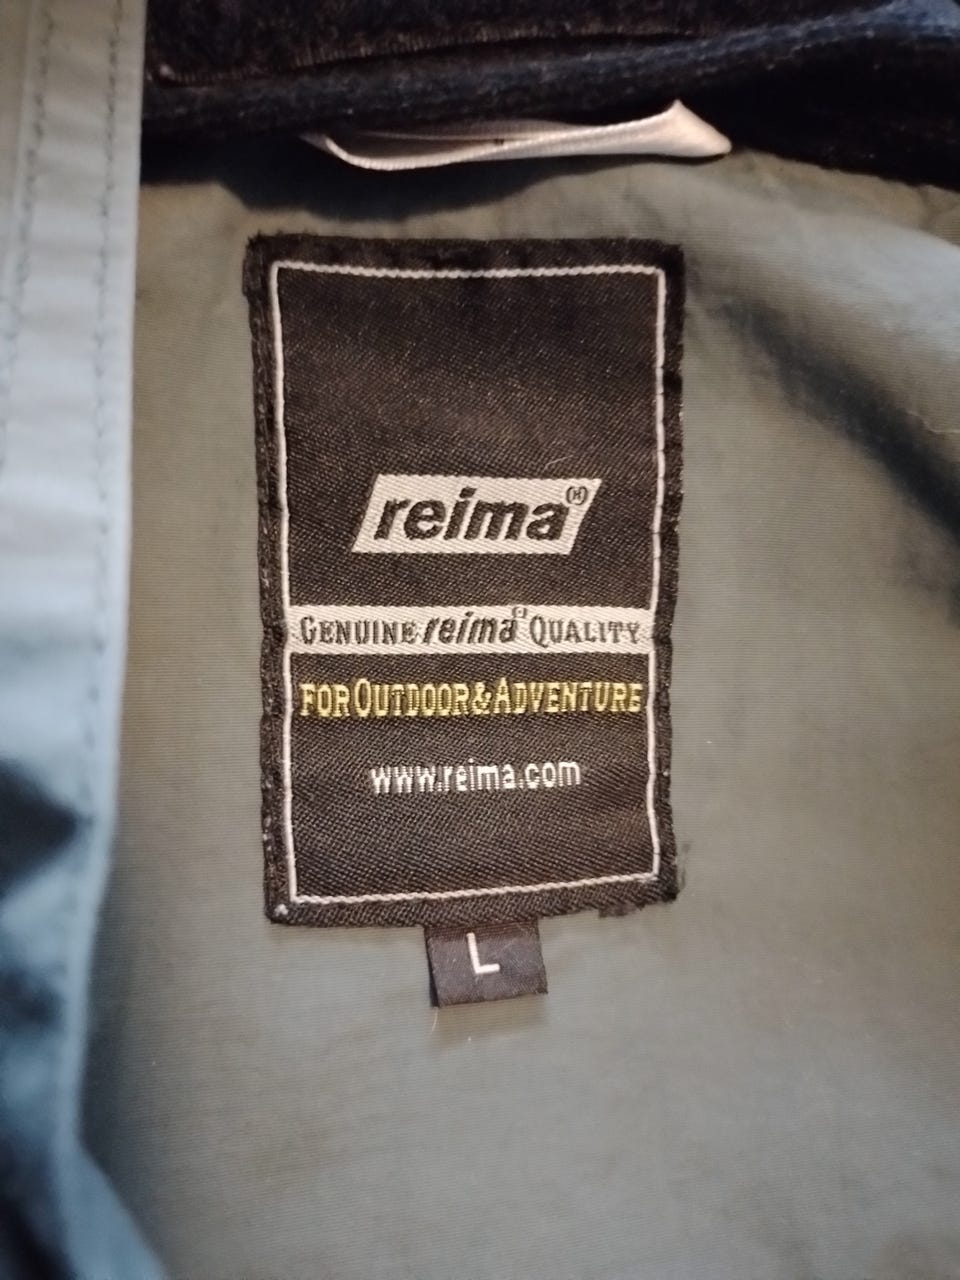 reima®
GENUINE reima® QUALITY
FOR OUTDOOR & ADVENTURE
www.reima.com
L